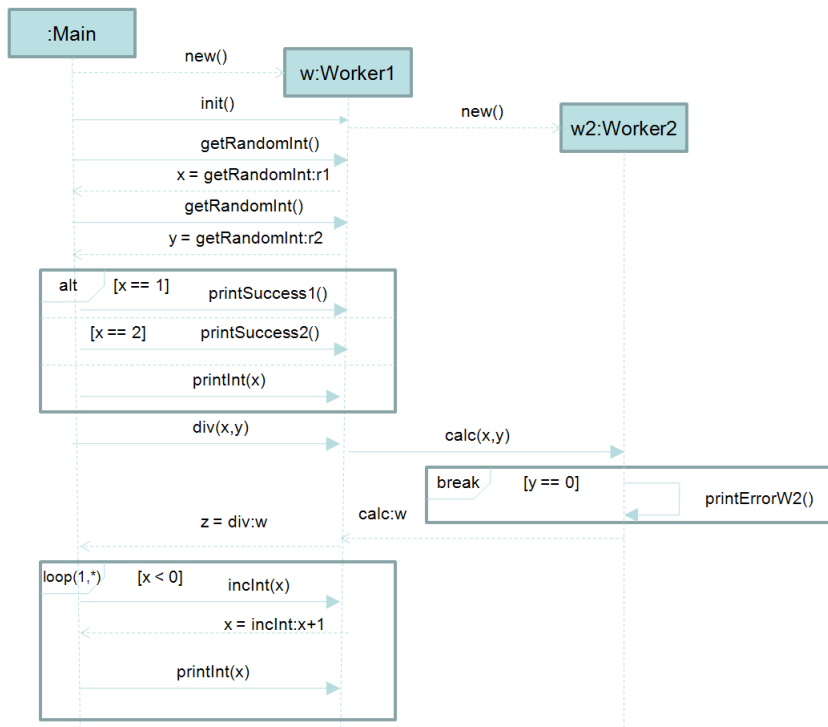 :Main
new()
w:Worker1
init()
new()
w2:Worker2
getRandomInt()
x = getRandomInt:r1
getRandomInt()
y = getRandomInt:r2
alt
[x == 1]
printSuccess1()
[x == 2]
printSuccess2()
printInt(x)
div(x,y)
calc(x,y)
break
[y == 0]
printErrorW2()
calc:w
z = div:w
loop(1,*)
[x < 0]
incInt(x)
x = incInt:x+1
printInt(x)